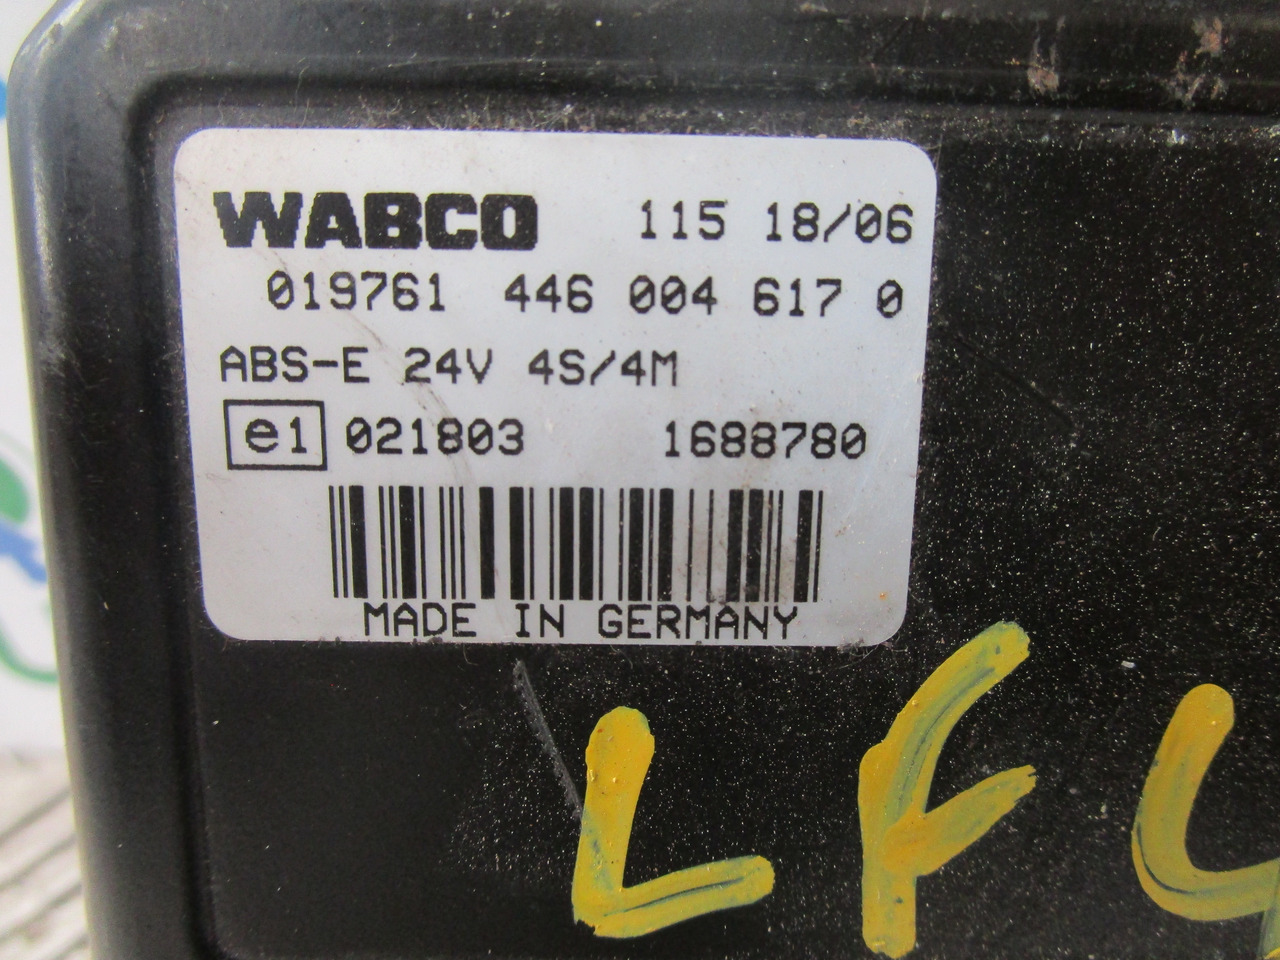 WABCO 115 18/06
019761 446 004 617 0
ABS-E 24V 4S/4M
e1 021803 1688780
MADE IN GERMANY
LF4